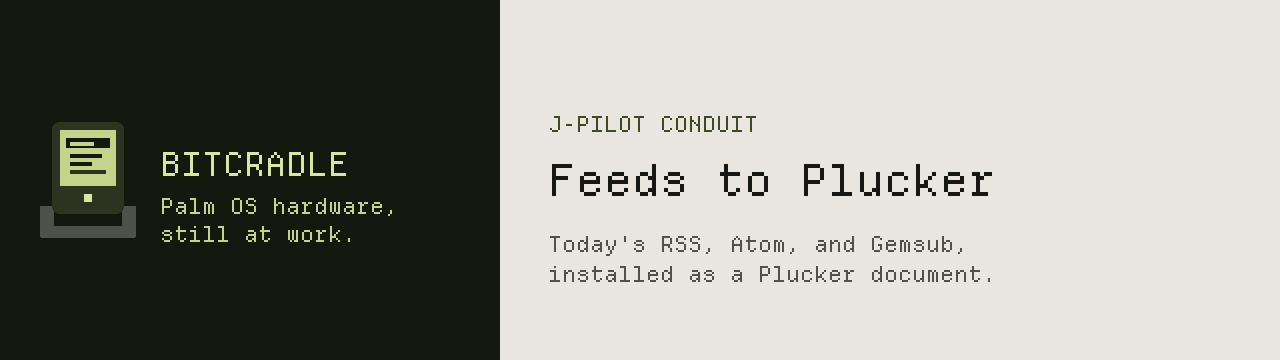 BITCRADLE
Palm OS hardware,
still at work.
J-PILOT CONDUIT
Feeds to Plucker
Today's RSS, Atom, and Gemsub,
installed as a Plucker document.